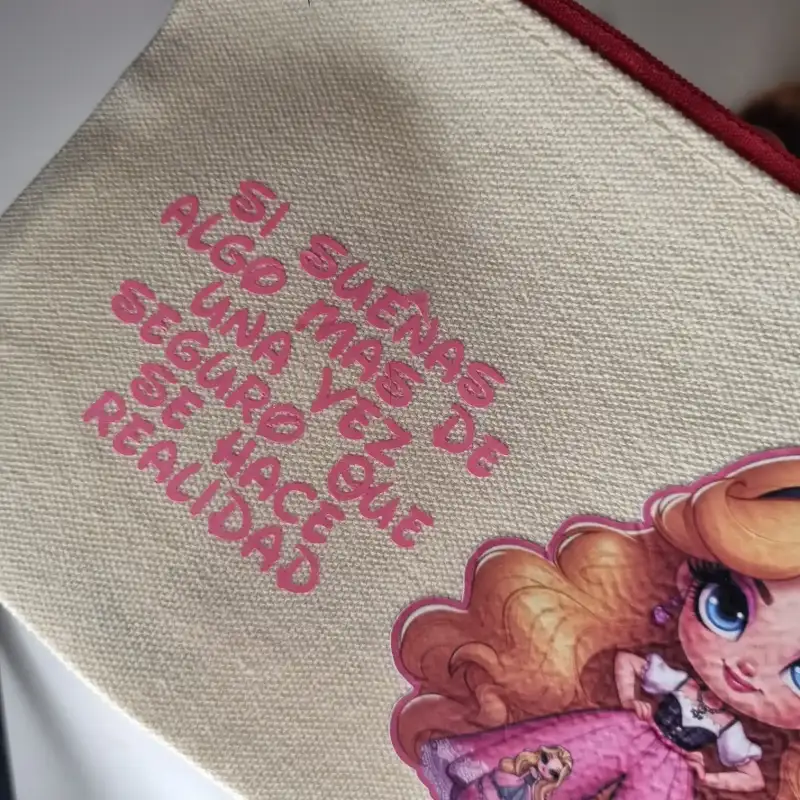 SI SUEÑAS
ALGO MAS DE
UNA VEZ
SEGURO QUE
SE HACE
REALIDAD